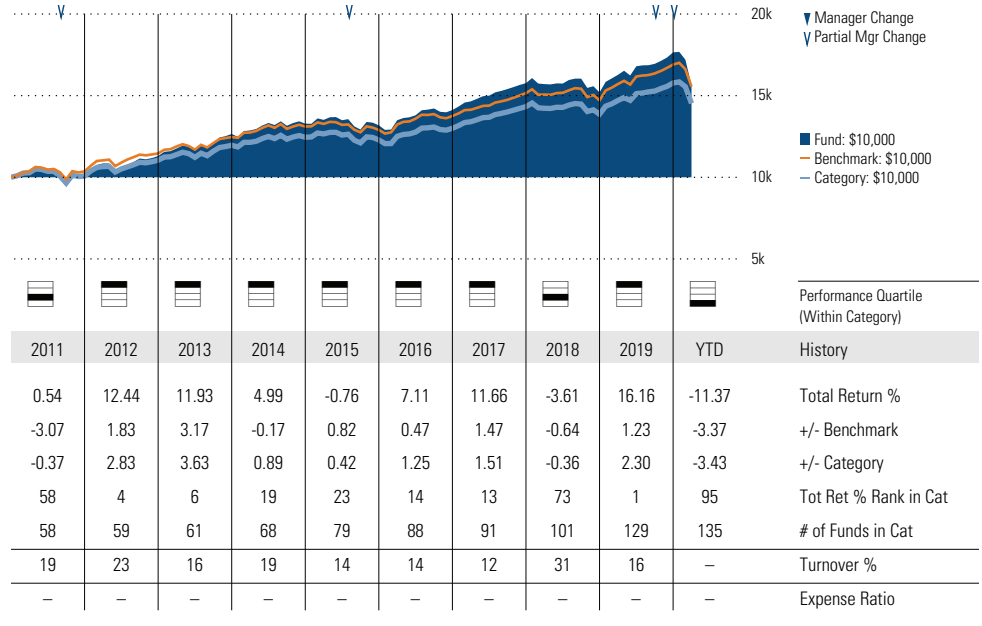 20k
Manager Change
Partial Mgr Change
15k
Fund: $10,000
Benchmark: $10,000
Category: $10,000
10k
5k
Performance Quartile
(Within Category)
2011 2012 2013 2014 2015 2016 2017 2018 2019 YTD History
0.54 12.44 11.93 4.99 -0.76 7.11 11.66 -3.61 16.16 -11.37 Total Return %
-3.07 1.83 3.17 -0.17 0.82 0.47 1.47 -0.64 1.23 -3.37 +/- Benchmark
-0.37 2.83 3.63 0.89 0.42 1.25 1.51 -0.36 2.30 -3.43 +/- Category
58 4 6 19 23 14 13 73 1 95 Tot Ret % Rank in Cat
58 59 61 68 79 88 91 101 129 135 # of Funds in Cat
19 23 16 19 14 14 12 31 16 – Turnover %
– – – – – – – – – – Expense Ratio